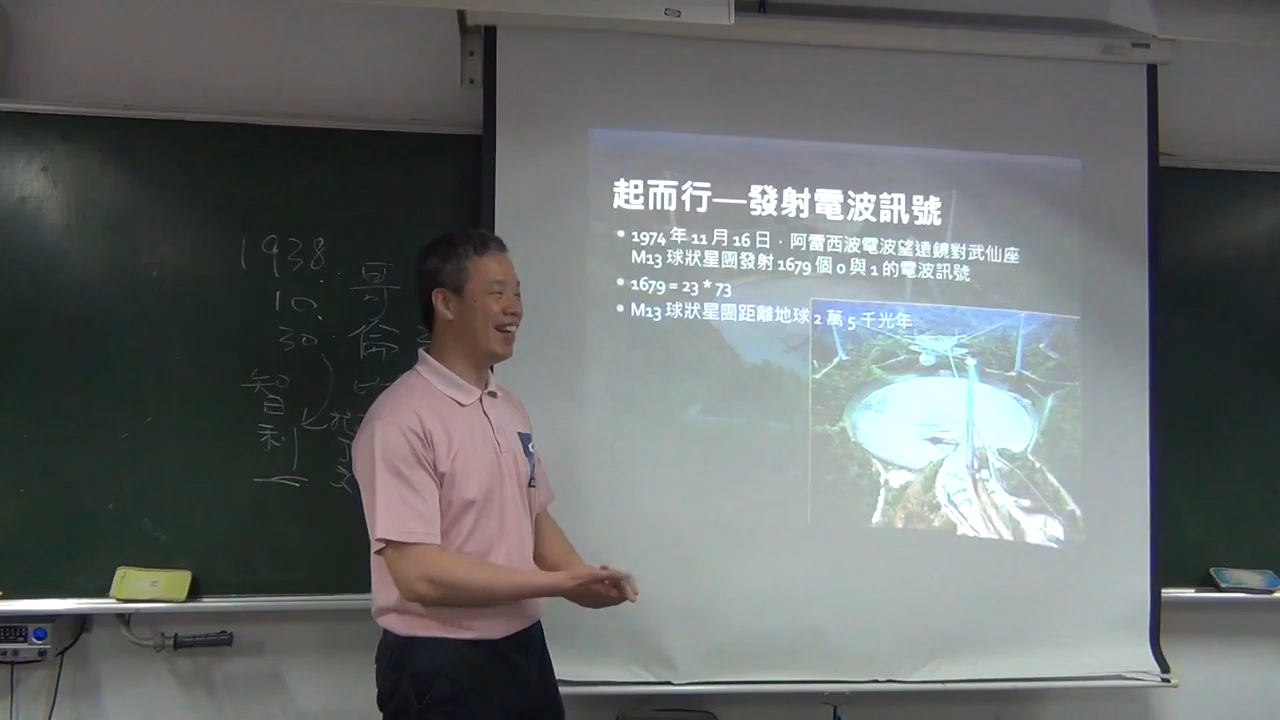 起而行—發射電波訊號
• 1974 年 11 月 16 日，阿雷西波電波望遠鏡對武仙座
M13 球狀星團發射 1679 個 0 與 1 的電波訊號
• 1679 = 23 * 73
• M13 球狀星團距離地球 2 萬 5 千光年
1938.
10.
30.
智利
哥倫